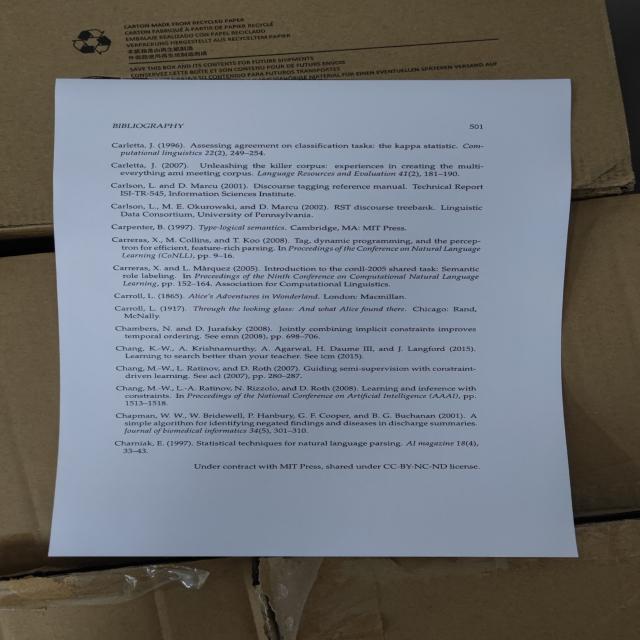 CARTON MADE FROM RECYCLED PAPER
CARTON FABRIQUÉ À PARTIR DE PAPIER RECYCLÉ
EMBALAJE REALIZADO CON PAPEL RECICLADO
VERPACKUNG HERGESTELLT AUS RECYCELTEM PAPIER
SAVE THIS BOX AND ITS CONTENTS FOR FUTURE SHIPMENTS
CONSERVEZ CETTE BOÎTE ET SON CONTENU POUR DE FUTURS ENVOIS
BIBLIOGRAPHY 501
Carletta, J. (1996). Assessing agreement on classification tasks: the kappa statistic. Com-
putational linguistics 22(2), 249–254.
Carletta, J. (2007). Unleashing the killer corpus: experiences in creating the multi-
everything ami meeting corpus. Language Resources and Evaluation 41(2), 181–190.
Carlson, L. and D. Marcu (2001). Discourse tagging reference manual. Technical Report
ISI-TR-545, Information Sciences Institute.
Carlson, L., M. E. Okurowski, and D. Marcu (2002). RST discourse treebank. Linguistic
Data Consortium, University of Pennsylvania.
Carpenter, B. (1997). Type-logical semantics. Cambridge, MA: MIT Press.
Carreras, X., M. Collins, and T. Koo (2008). Tag, dynamic programming, and the percep-
tron for efficient, feature-rich parsing. In Proceedings of the Conference on Natural Language
Learning (CoNLL), pp. 9–16.
Carreras, X. and L. Màrquez (2005). Introduction to the conll-2005 shared task: Semantic
role labeling. In Proceedings of the Ninth Conference on Computational Natural Language
Learning, pp. 152–164. Association for Computational Linguistics.
Carroll, L. (1865). Alice's Adventures in Wonderland. London: Macmillan.
Carroll, L. (1917). Through the looking glass: And what Alice found there. Chicago: Rand,
McNally.
Chambers, N. and D. Jurafsky (2008). Jointly combining implicit constraints improves
temporal ordering. See emn (2008), pp. 698–706.
Chang, K.-W., A. Krishnamurthy, A. Agarwal, H. Daume III, and J. Langford (2015).
Learning to search better than your teacher. See icm (2015).
Chang, M.-W., L. Ratinov, and D. Roth (2007). Guiding semi-supervision with constraint-
driven learning. See acl (2007), pp. 280–287.
Chang, M.-W., L.-A. Ratinov, N. Rizzolo, and D. Roth (2008). Learning and inference with
constraints. In Proceedings of the National Conference on Artificial Intelligence (AAAI), pp.
1513–1518.
Chapman, W. W., W. Bridewell, P. Hanbury, G. F. Cooper, and B. G. Buchanan (2001). A
simple algorithm for identifying negated findings and diseases in discharge summaries.
Journal of biomedical informatics 34(5), 301–310.
Charniak, E. (1997). Statistical techniques for natural language parsing. AI magazine 18(4),
33–43.
Under contract with MIT Press, shared under CC-BY-NC-ND license.